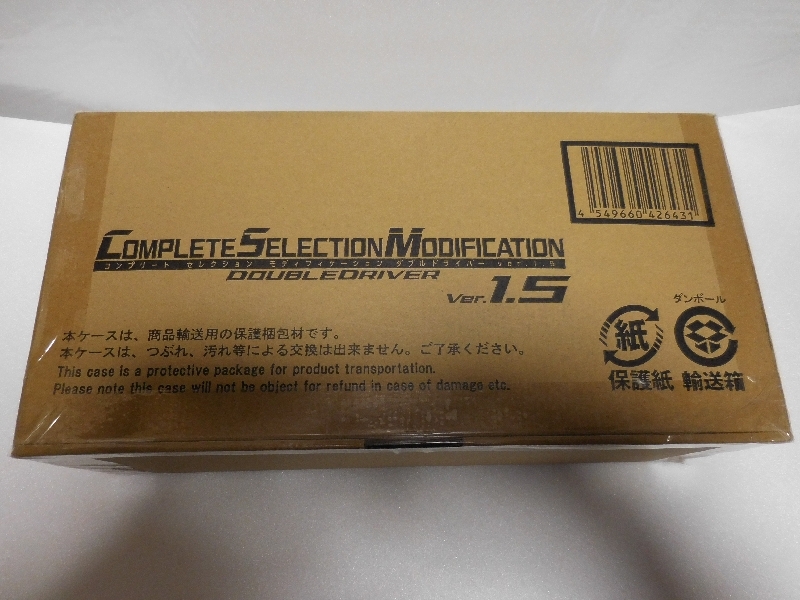 4 549660 426431
COMPLETE SELECTION MODIFICATION
コンプリート セレクション モディフィケーション ダブルドライバー ver.1.5
DOUBLEDRIVER
Ver. 1.5
本ケースは、商品輸送用の保護梱包材です。
本ケースは、つぶれ、汚れ等による交換は出来ません。ご了承ください。
This case is a protective package for product transportation.
Please note this case will not be object for refund in case of damage etc.
紙
保護紙
ダンボール
輸送箱